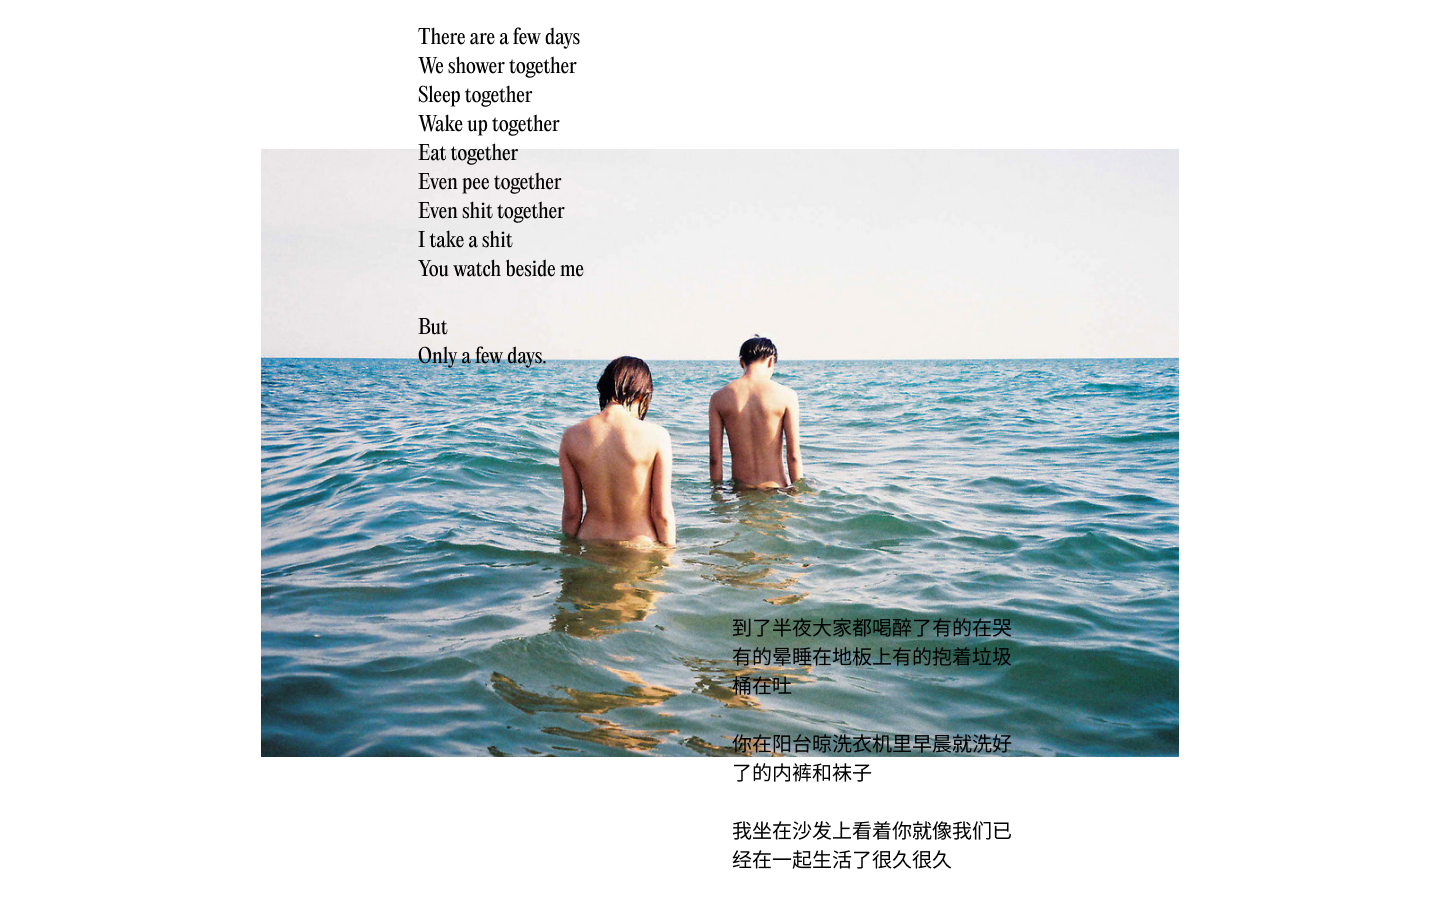 There are a few days
We shower together
Sleep together
Wake up together
Eat together
Even pee together
Even shit together
I take a shit
You watch beside me
But
Only a few days.
到了半夜大家都喝醉了有的在哭
有的晕睡在地板上有的抱着垃圾
桶在吐
你在阳台晾洗衣机里早晨就洗好
了的内裤和袜子
我坐在沙发上看着你就像我们已
经在一起生活了很久很久